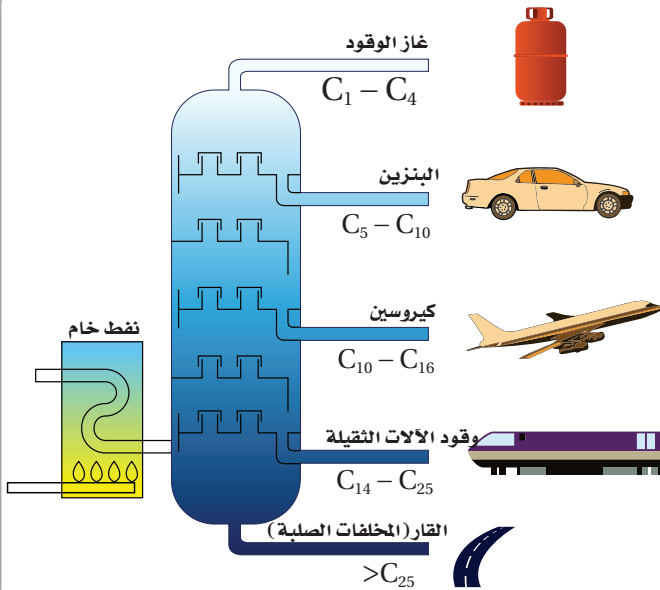 غاز الوقود
C₁ – C₄
البنزين
C₅ – C₁₀
كيروسين
C₁₀ – C₁₆
نفط خام
وقود الآلات الثقيلة
C₁₄ – C₂₅
القار (المخلفات الصلبة)
>C₂₅